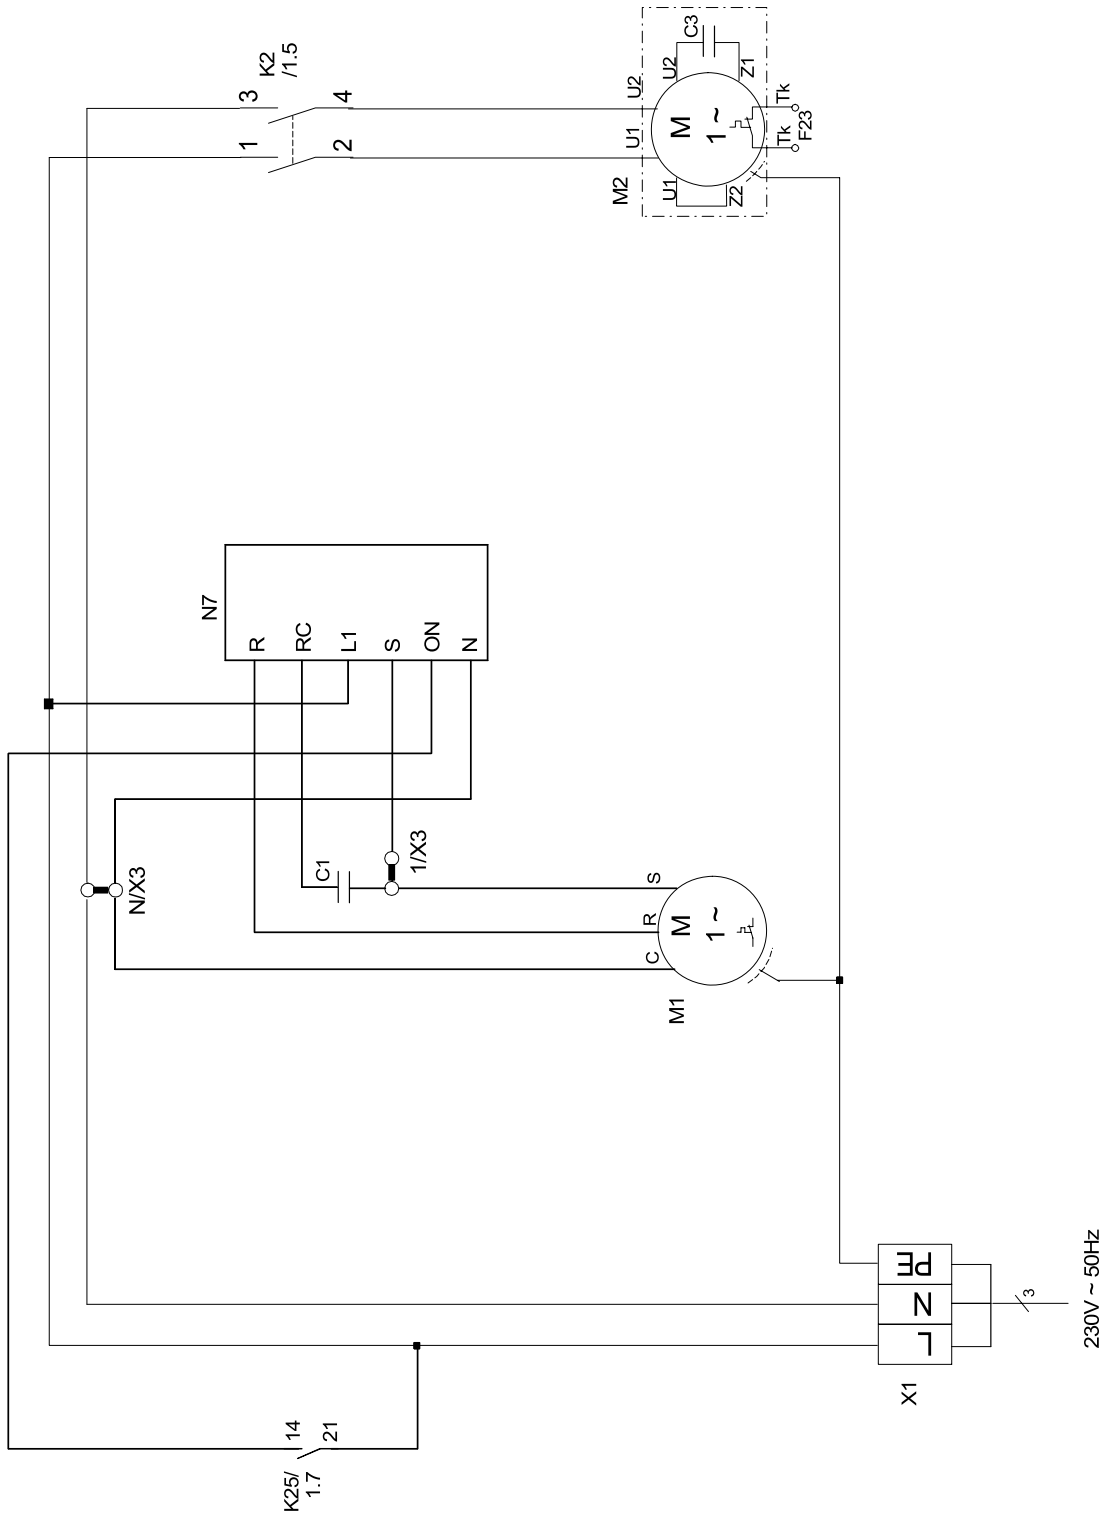 K2
/1.5
3
4
1
2
C3
U2
Z1
U2
U1
M
1 ~
Tk
Tk
F23
M2
U1
Z2
N7
R
RC
L1
S
ON
N
N/X3
C1
1/X3
S
R
C
M
1 ~
M1
PE
N
L
X1
3
230V ~ 50Hz
14
21
K25/
1.7